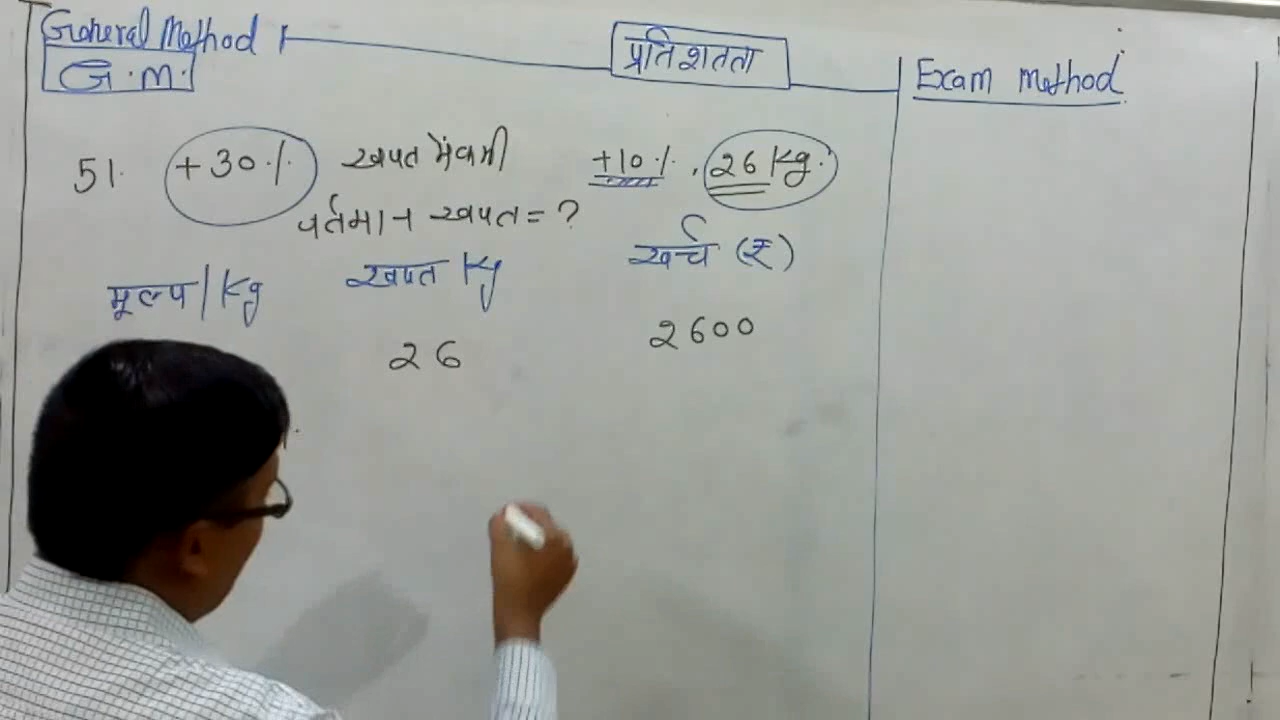 General Method
G.M.
प्रतिशतता
Exam Method
51. +30% खपत में कमी +10%, 26 Kg.
वर्तमान खपत = ?
मूल्य/Kg खपत Kg खर्च (₹)
26 2600